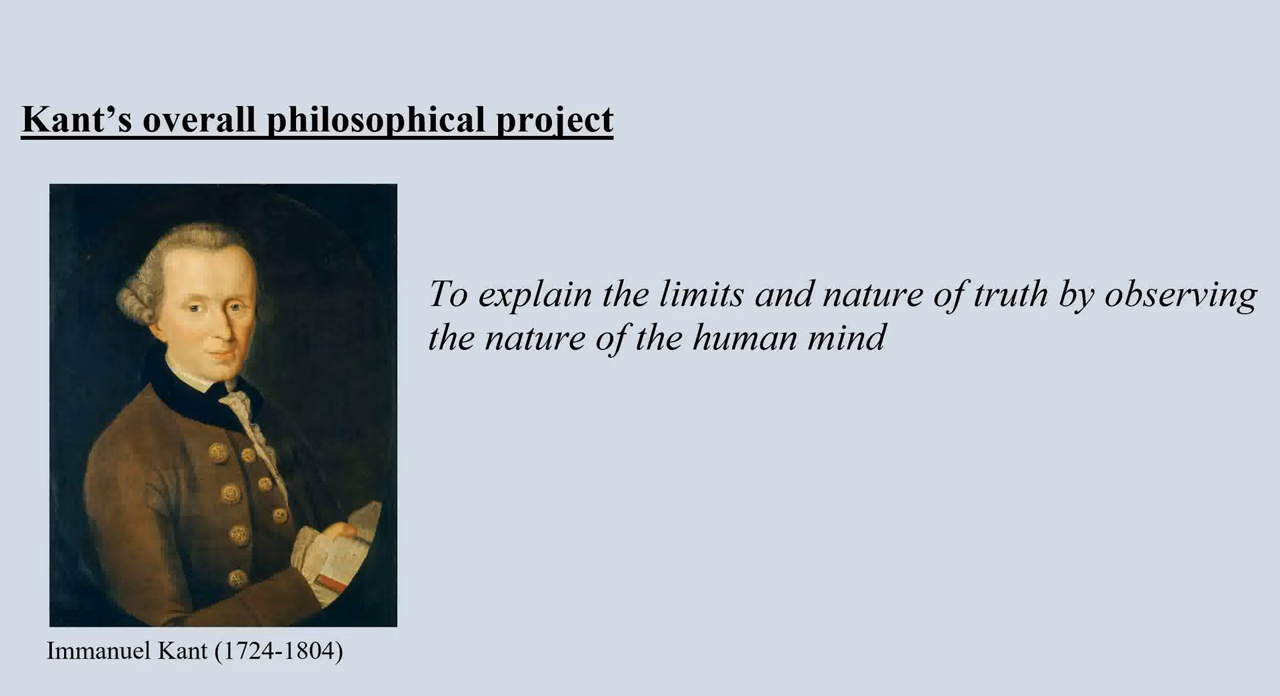 Kant’s overall philosophical project
To explain the limits and nature of truth by observing
the nature of the human mind
Immanuel Kant (1724-1804)